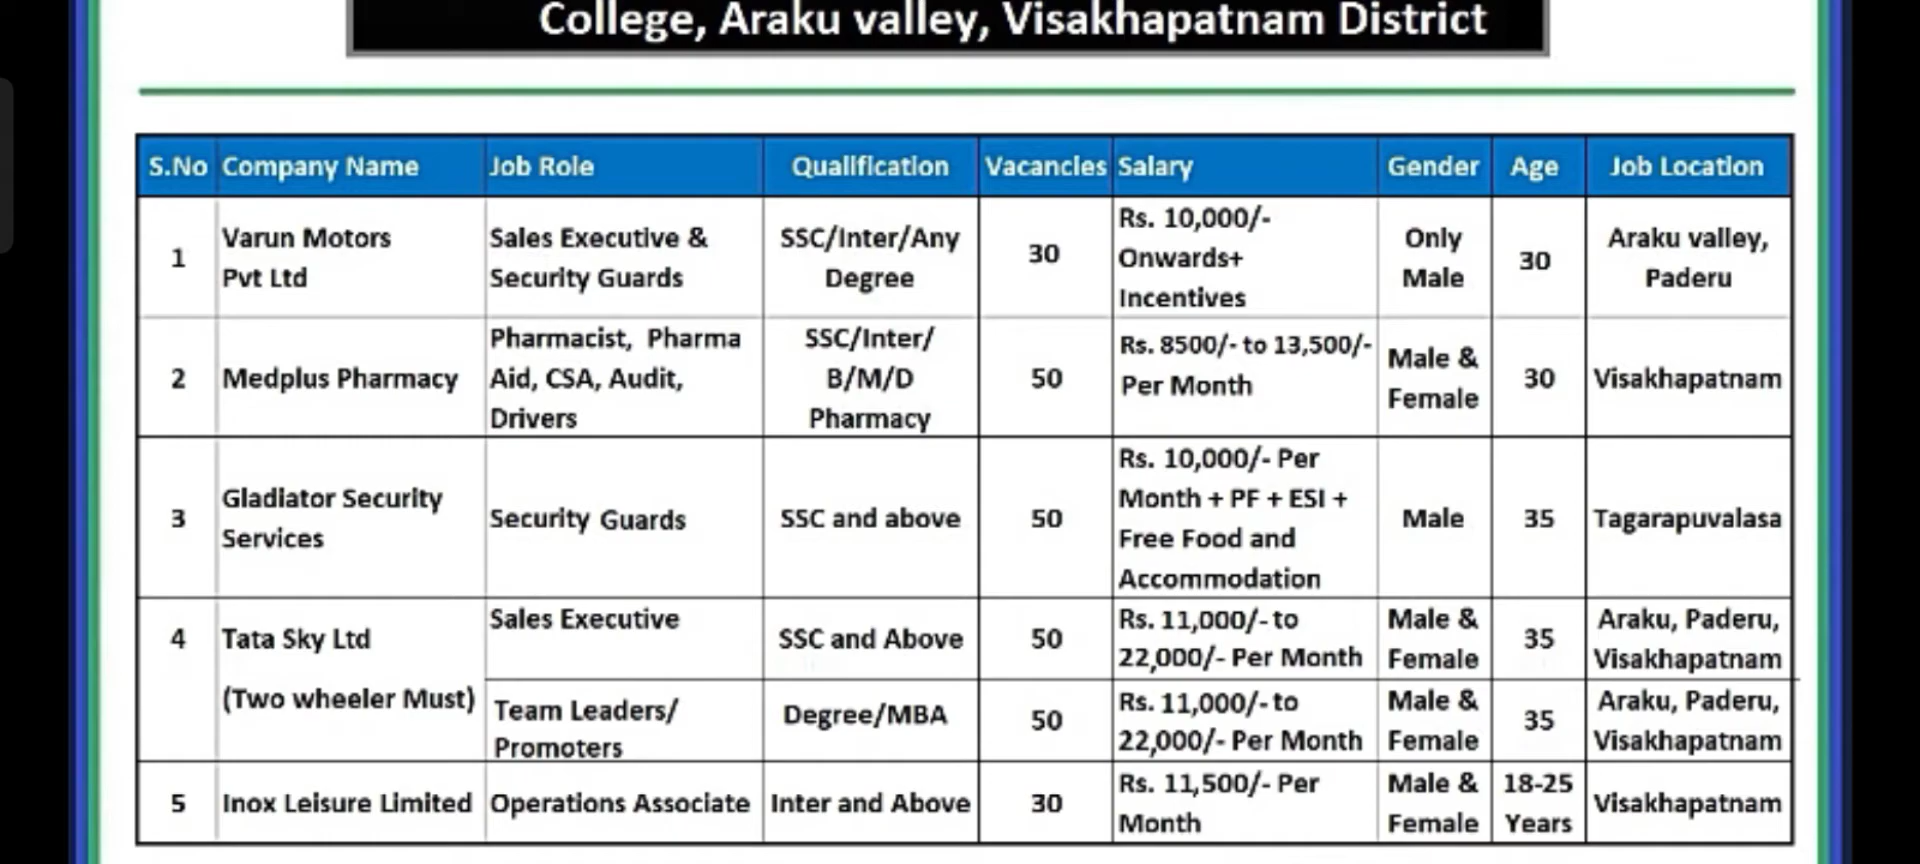 College, Araku valley, Visakhapatnam District
S.No Company Name Job Role Qualification Vacancies Salary Gender Age Job Location
1 Varun Motors Pvt Ltd Sales Executive & Security Guards SSC/Inter/Any Degree 30 Rs. 10,000/- Onwards+ Incentives Only Male 30 Araku valley, Paderu
2 Medplus Pharmacy Pharmacist, Pharma Aid, CSA, Audit, Drivers SSC/Inter/ B/M/D Pharmacy 50 Rs. 8500/- to 13,500/- Per Month Male & Female 30 Visakhapatnam
3 Gladiator Security Services Security Guards SSC and above 50 Rs. 10,000/- Per Month + PF + ESI + Free Food and Accommodation Male 35 Tagarapuvalasa
4 Tata Sky Ltd (Two wheeler Must) Sales Executive SSC and Above 50 Rs. 11,000/- to 22,000/- Per Month Male & Female 35 Araku, Paderu, Visakhapatnam
Team Leaders/ Promoters Degree/MBA 50 Rs. 11,000/- to 22,000/- Per Month Male & Female 35 Araku, Paderu, Visakhapatnam
5 Inox Leisure Limited Operations Associate Inter and Above 30 Rs. 11,500/- Per Month Male & Female 18-25 Years Visakhapatnam